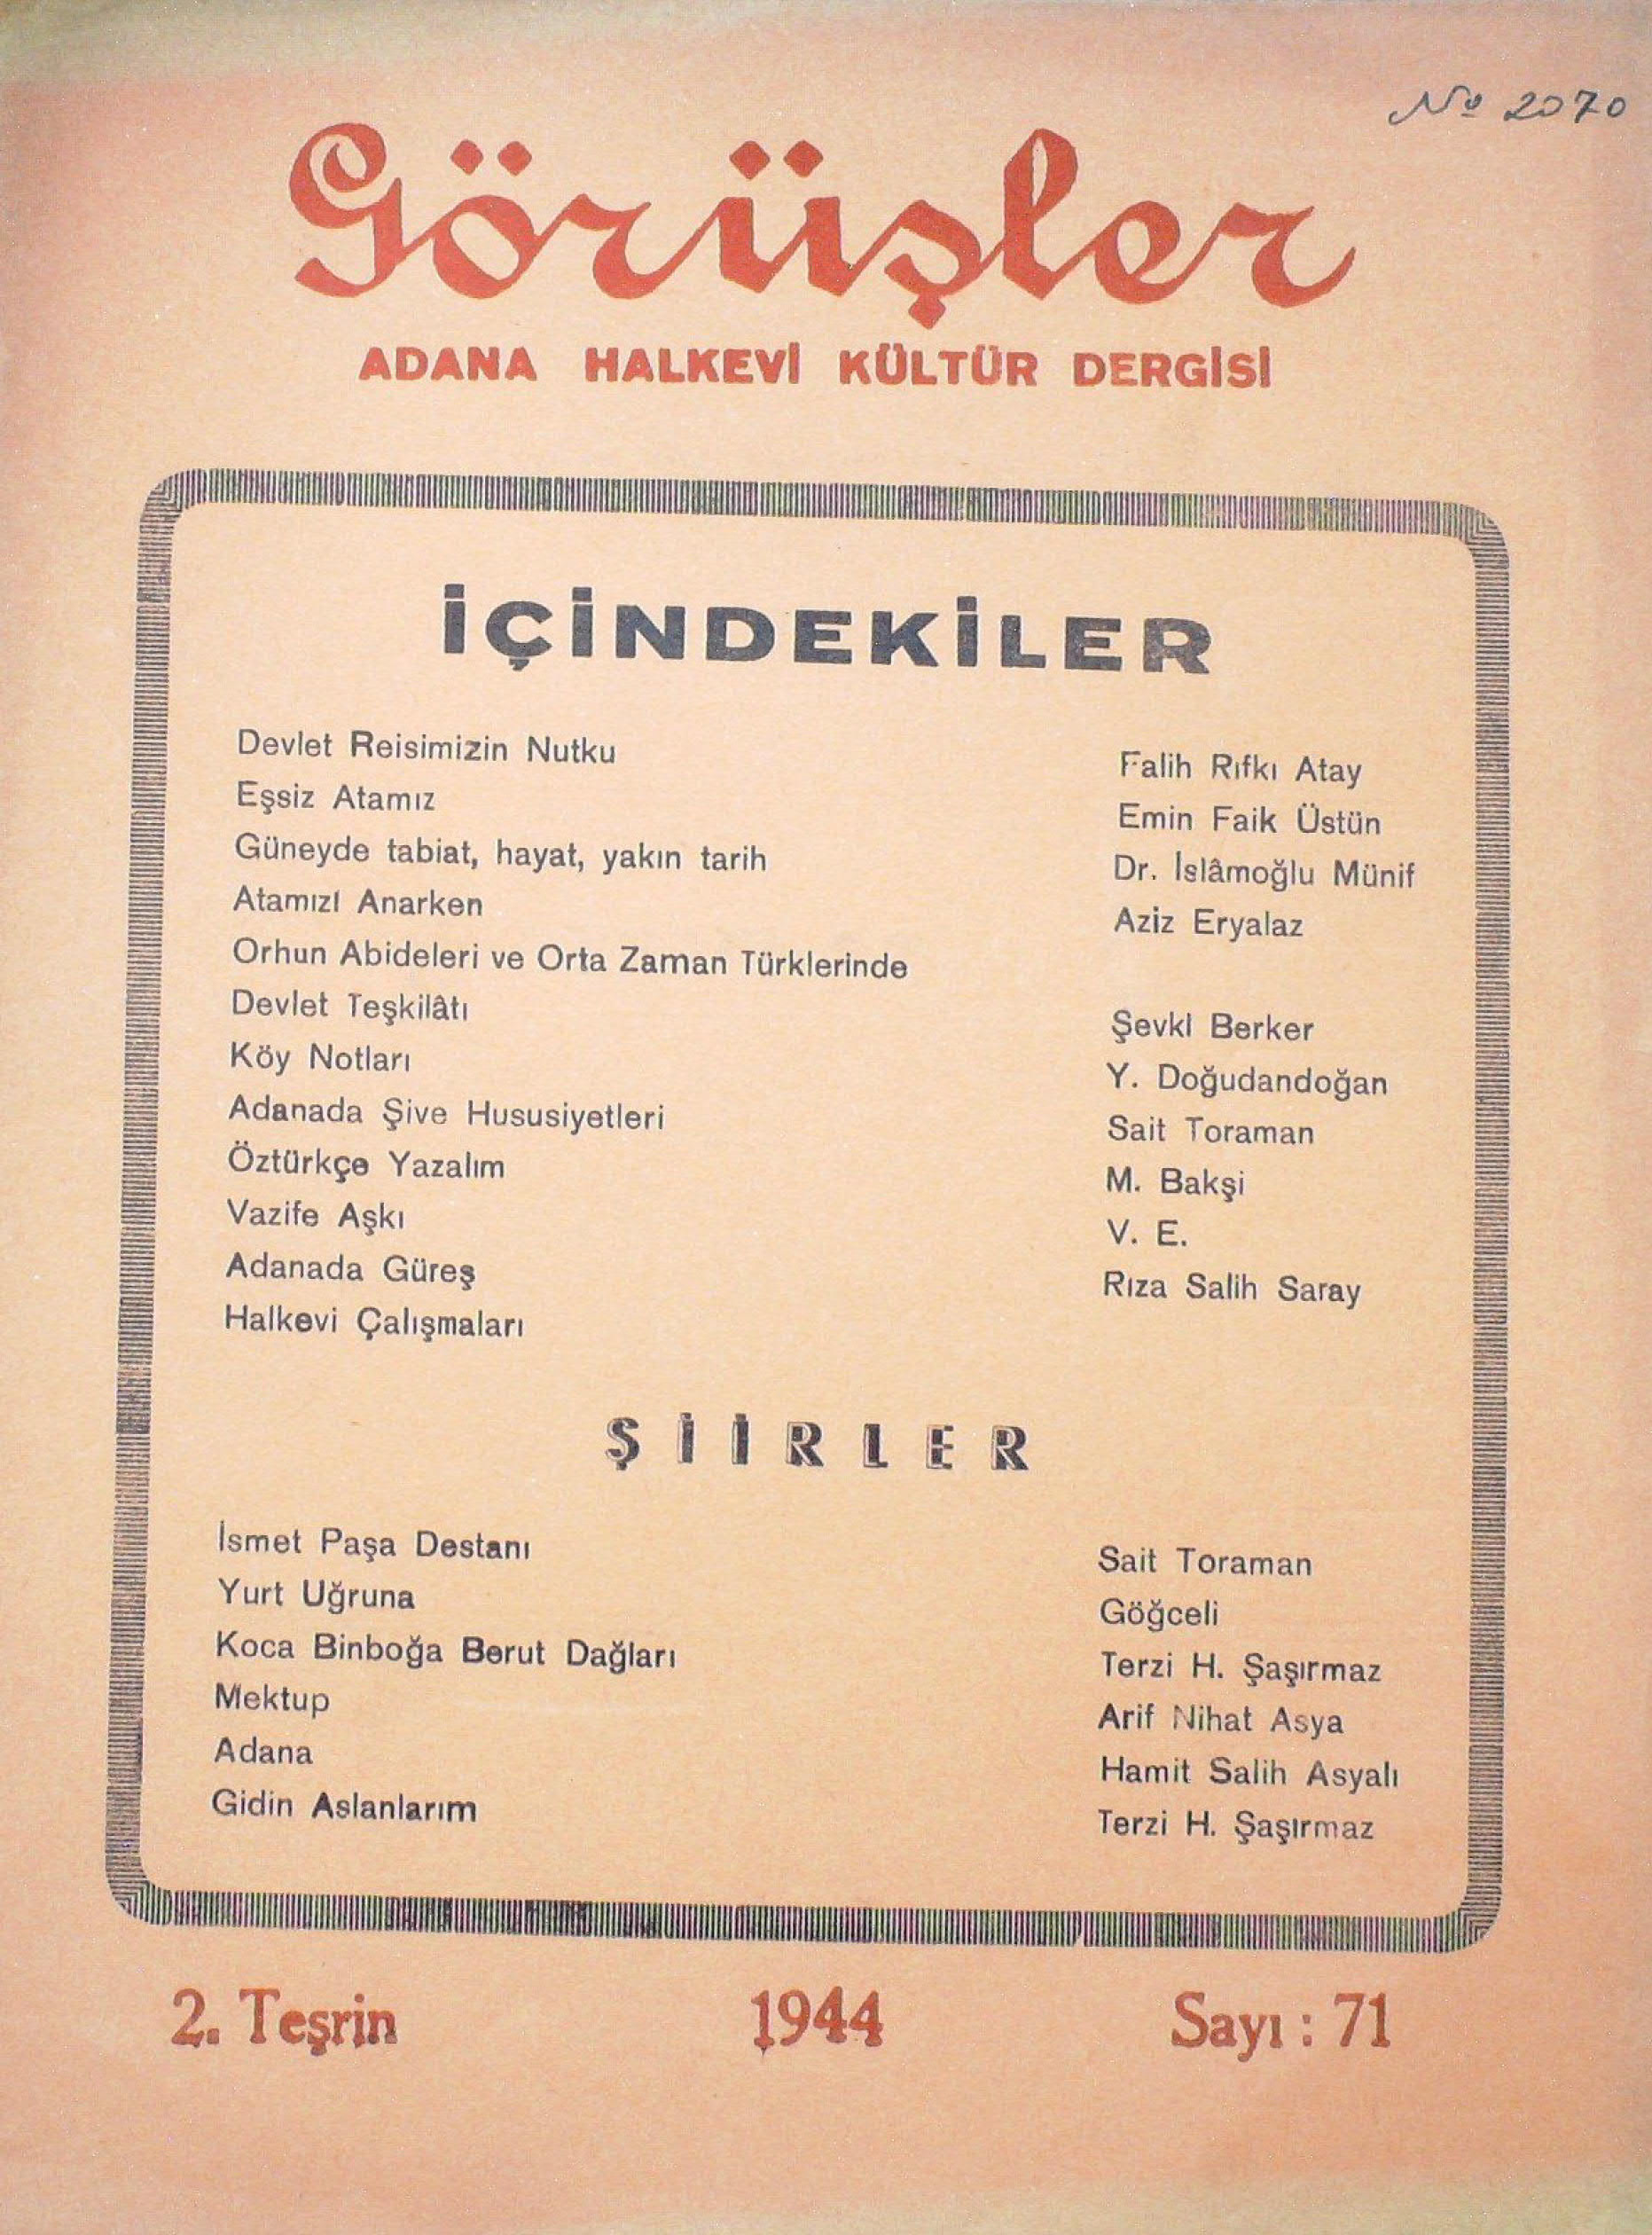 No 2070
Görüşler
ADANA HALKEVİ KÜLTÜR DERGİSİ
İÇİNDEKİLER
Devlet Reisimizin Nutku Falih Rıfkı Atay
Eşsiz Atamız Emin Faik Üstün
Güneyde tabiat, hayat, yakın tarih Dr. İslâmoğlu Münif
Atamızı Anarken Aziz Eryalaz
Orhun Abideleri ve Orta Zaman Türklerinde
Devlet Teşkilâtı Şevki Berker
Köy Notları Y. Doğudandoğan
Adanada Şive Hususiyetleri Sait Toraman
Öztürkçe Yazalım M. Bakşi
Vazife Aşkı V. E.
Adanada Güreş Rıza Salih Saray
Halkevi Çalışmaları
ŞİİRLER
İsmet Paşa Destanı Sait Toraman
Yurt Uğruna Göğceli
Koca Binboğa Berut Dağları Terzi H. Şaşırmaz
Mektup Arif Nihat Asya
Adana Hamit Salih Asyalı
Gidin Aslanlarım Terzi H. Şaşırmaz
2. Teşrin 1944 Sayı : 71